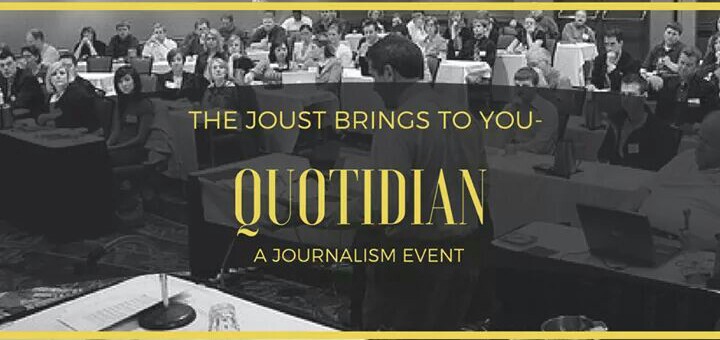 THE JOUST BRINGS TO YOU-
QUOTIDIAN
A JOURNALISM EVENT